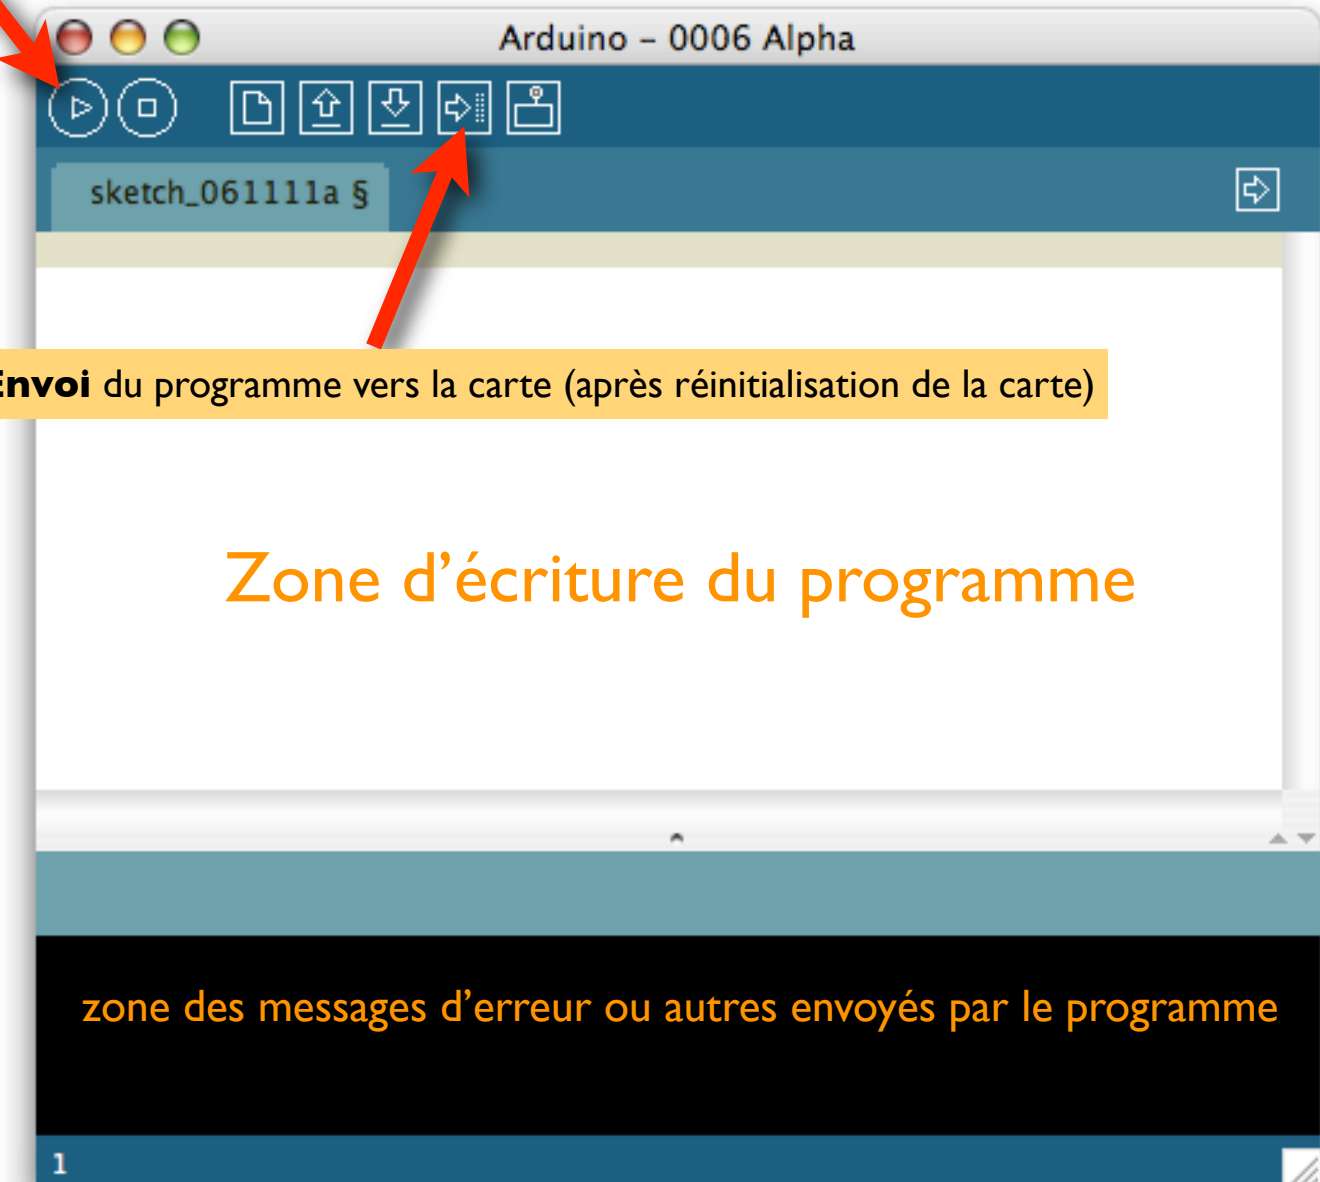 Arduino – 0006 Alpha
sketch_061111a §
Envoi du programme vers la carte (après réinitialisation de la carte)
Zone d’écriture du programme
zone des messages d’erreur ou autres envoyés par le programme
1